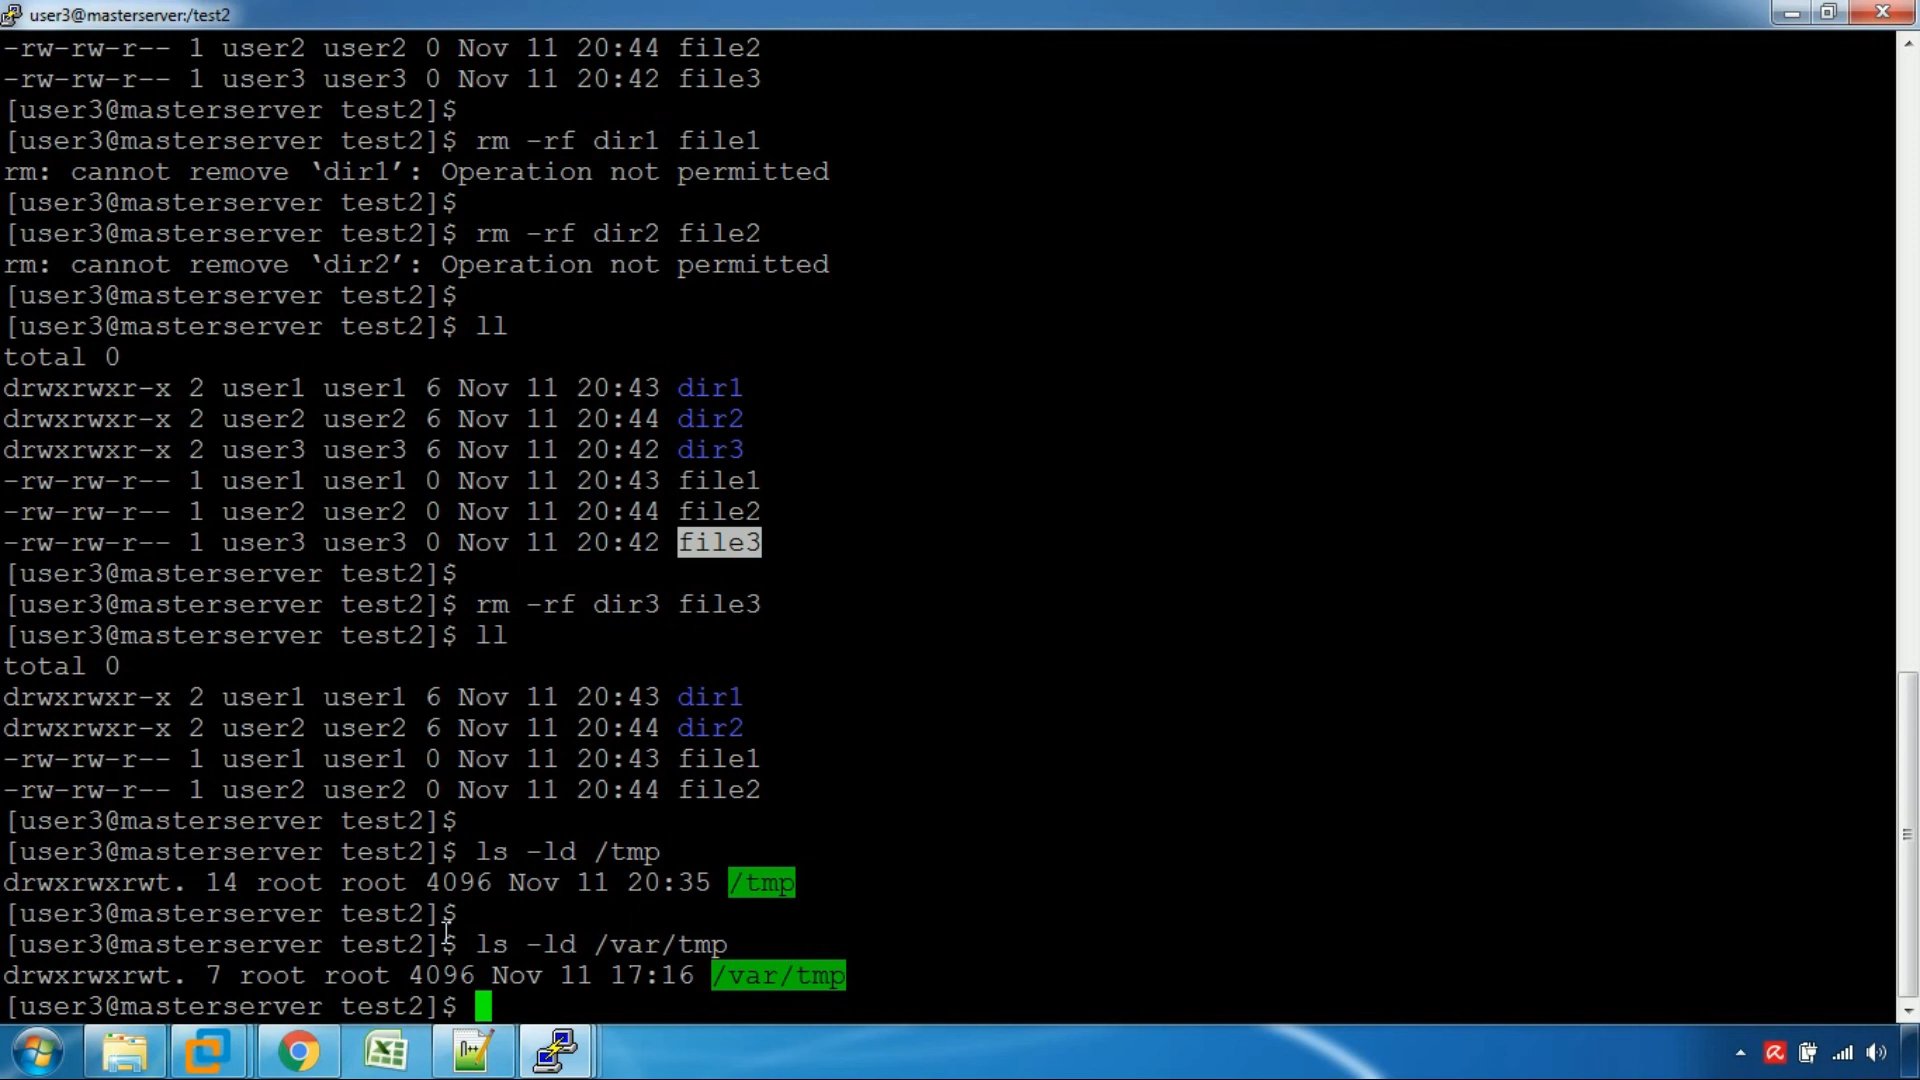 user3@masterserver:/test2
-rw-rw-r-- 1 user2 user2 0 Nov 11 20:44 file2
-rw-rw-r-- 1 user3 user3 0 Nov 11 20:42 file3
[user3@masterserver test2]$
[user3@masterserver test2]$ rm -rf dir1 file1
rm: cannot remove ‘dir1’: Operation not permitted
[user3@masterserver test2]$
[user3@masterserver test2]$ rm -rf dir2 file2
rm: cannot remove ‘dir2’: Operation not permitted
[user3@masterserver test2]$
[user3@masterserver test2]$ ll
total 0
drwxrwxr-x 2 user1 user1 6 Nov 11 20:43 dir1
drwxrwxr-x 2 user2 user2 6 Nov 11 20:44 dir2
drwxrwxr-x 2 user3 user3 6 Nov 11 20:42 dir3
-rw-rw-r-- 1 user1 user1 0 Nov 11 20:43 file1
-rw-rw-r-- 1 user2 user2 0 Nov 11 20:44 file2
-rw-rw-r-- 1 user3 user3 0 Nov 11 20:42 file3
[user3@masterserver test2]$
[user3@masterserver test2]$ rm -rf dir3 file3
[user3@masterserver test2]$ ll
total 0
drwxrwxr-x 2 user1 user1 6 Nov 11 20:43 dir1
drwxrwxr-x 2 user2 user2 6 Nov 11 20:44 dir2
-rw-rw-r-- 1 user1 user1 0 Nov 11 20:43 file1
-rw-rw-r-- 1 user2 user2 0 Nov 11 20:44 file2
[user3@masterserver test2]$
[user3@masterserver test2]$ ls -ld /tmp
drwxrwxrwt. 14 root root 4096 Nov 11 20:35 /tmp
[user3@masterserver test2]$
[user3@masterserver test2]$ ls -ld /var/tmp
drwxrwxrwt. 7 root root 4096 Nov 11 17:16 /var/tmp
[user3@masterserver test2]$